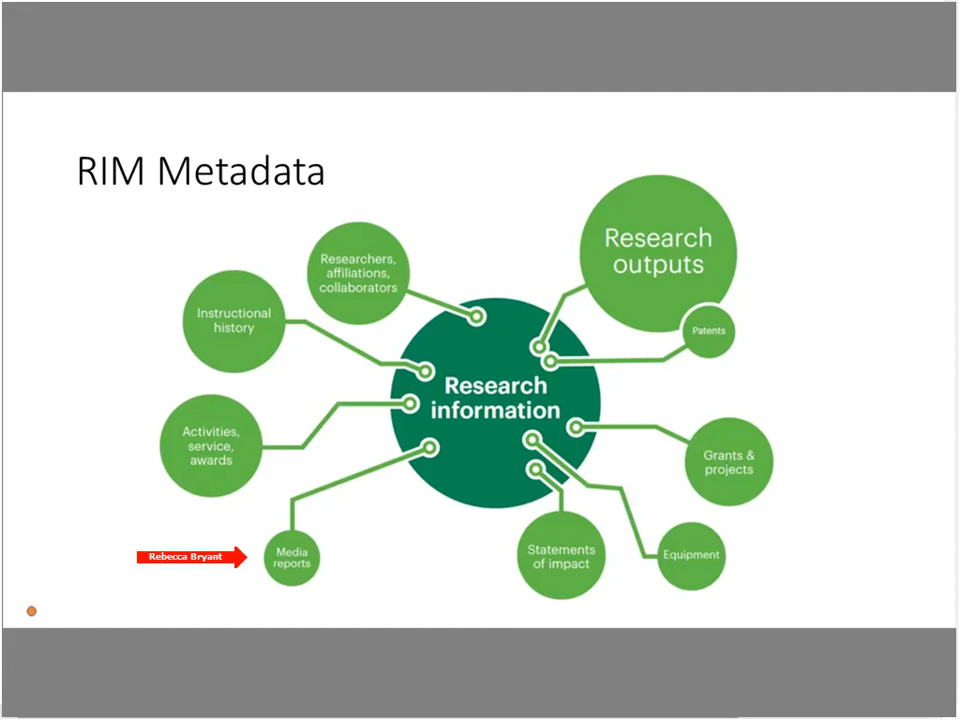 RIM Metadata
Research
outputs
Researchers,
affiliations,
collaborators
Instructional
history
Patents
Research
information
Activities,
service,
awards
Grants &
projects
Media
reports
Statements
of impact
Equipment
Rebecca Bryant